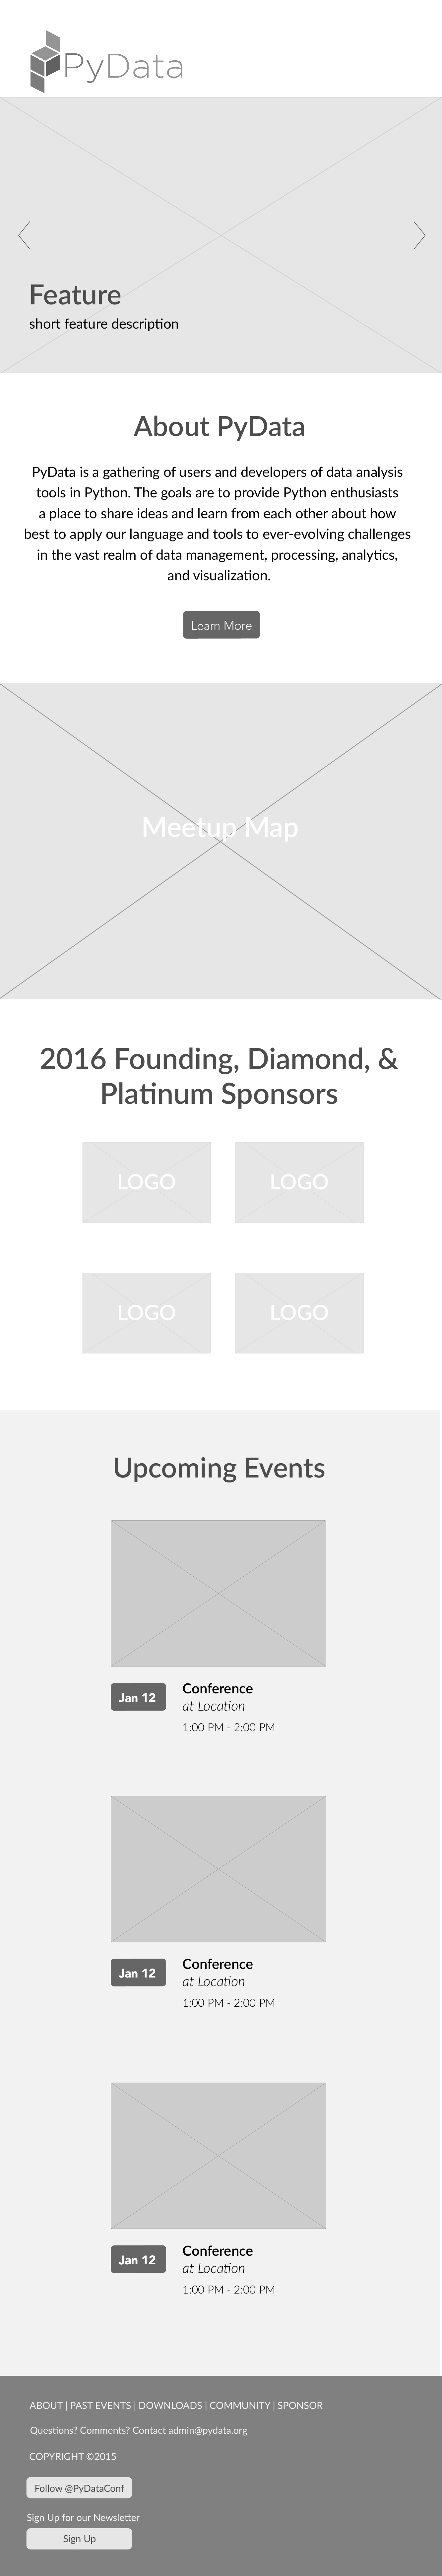 PyData
Feature
short feature description
About PyData
PyData is a gathering of users and developers of data analysis
tools in Python. The goals are to provide Python enthusiasts
a place to share ideas and learn from each other about how
best to apply our language and tools to ever-evolving challenges
in the vast realm of data management, processing, analytics,
and visualization.
Learn More
Meetup Map
2016 Founding, Diamond, &
Platinum Sponsors
LOGO LOGO
LOGO LOGO
Upcoming Events
Jan 12 Conference
at Location
1:00 PM - 2:00 PM
Jan 12 Conference
at Location
1:00 PM - 2:00 PM
Jan 12 Conference
at Location
1:00 PM - 2:00 PM
ABOUT | PAST EVENTS | DOWNLOADS | COMMUNITY | SPONSOR
Questions? Comments? Contact admin@pydata.org
COPYRIGHT ©2015
Follow @PyDataConf
Sign Up for our Newsletter
Sign Up